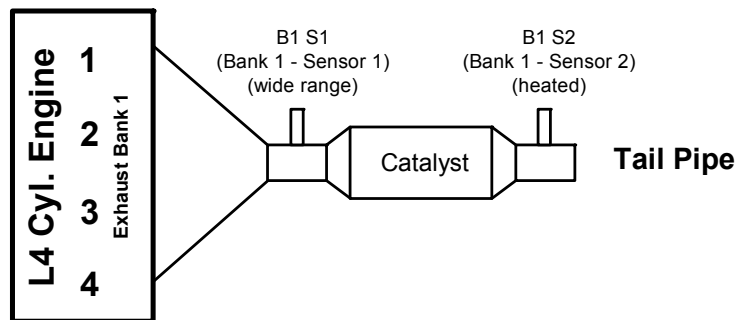 L4 Cyl. Engine
1
2
3
4
Exhaust Bank 1
B1 S1
(Bank 1 - Sensor 1)
(wide range)
Catalyst
B1 S2
(Bank 1 - Sensor 2)
(heated)
Tail Pipe